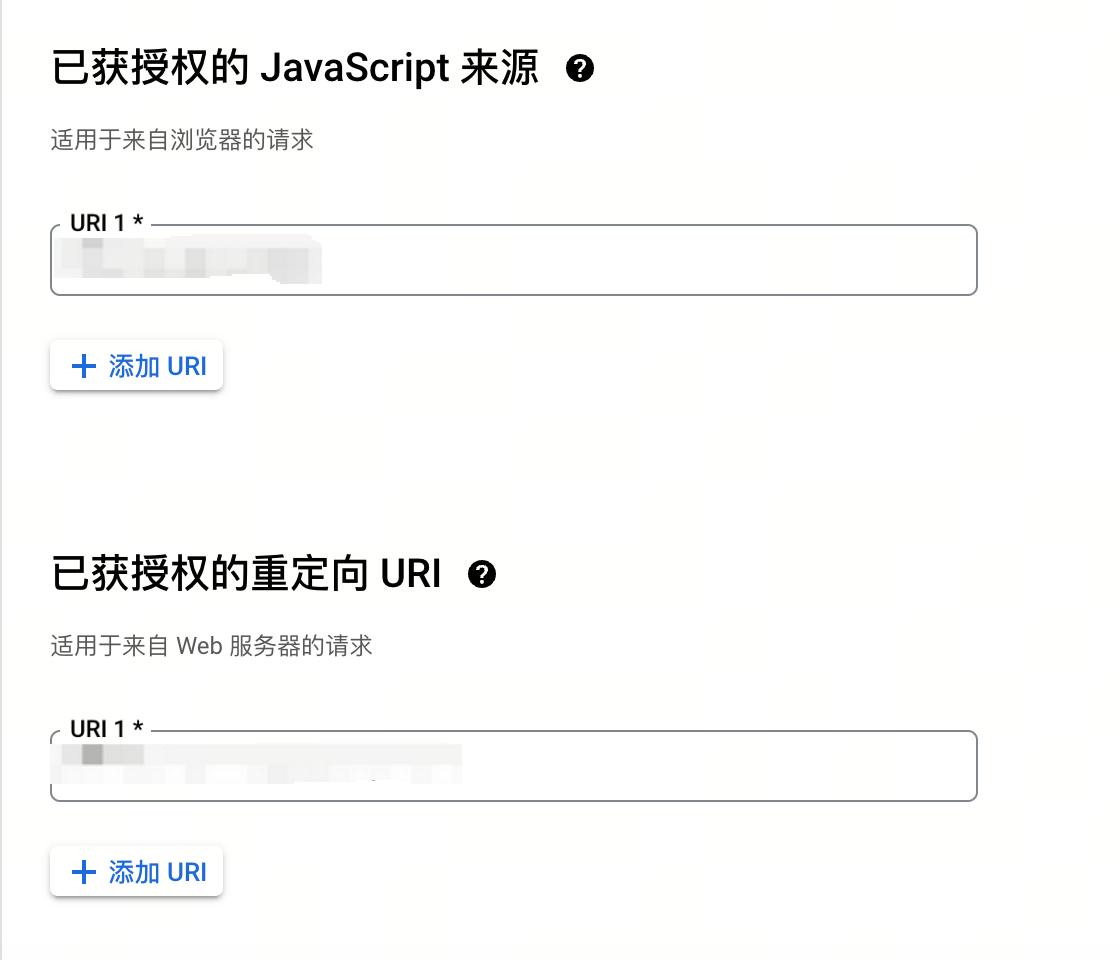 已获授权的 JavaScript 来源
适用于来自浏览器的请求
URI 1 *
添加 URI
已获授权的重定向 URI
适用于来自 Web 服务器的请求
URI 1 *
添加 URI